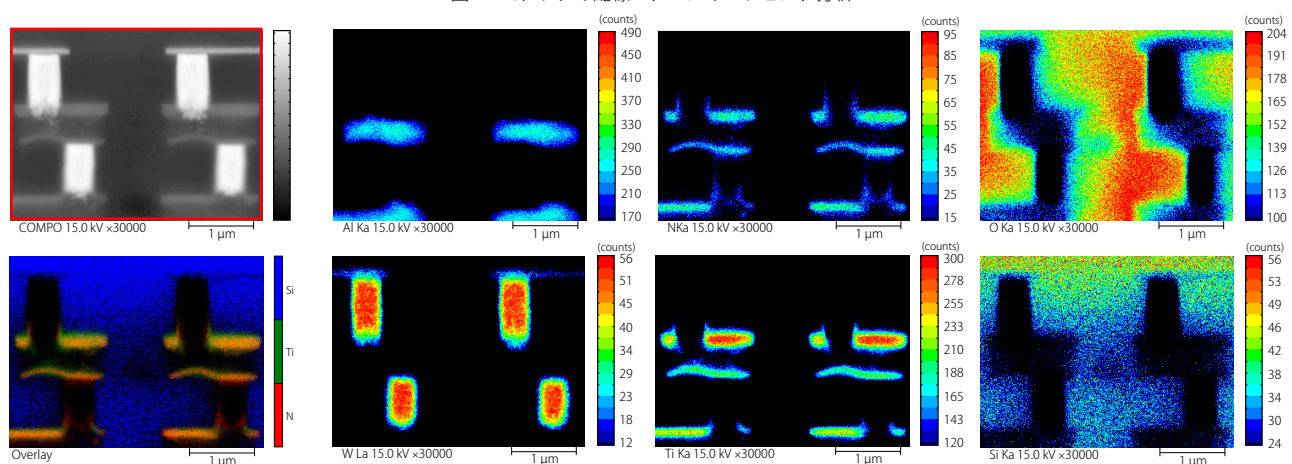 (counts)
490
450
410
370
330
290
250
210
170
(counts)
95
85
75
65
55
45
35
25
15
(counts)
204
191
178
165
152
139
126
113
100
COMPO 15.0 kV ×30000
1 µm
Al Ka 15.0 kV ×30000
1 µm
NKa 15.0 kV ×30000
1 µm
O Ka 15.0 kV ×30000
1 µm
Si
Ti
N
(counts)
56
51
45
40
34
29
23
18
12
(counts)
300
278
255
233
210
188
165
143
120
(counts)
56
53
49
46
42
38
34
30
24
Overlay
1 µm
W La 15.0 kV ×30000
1 µm
Ti Ka 15.0 kV ×30000
1 µm
Si Ka 15.0 kV ×30000
1 µm